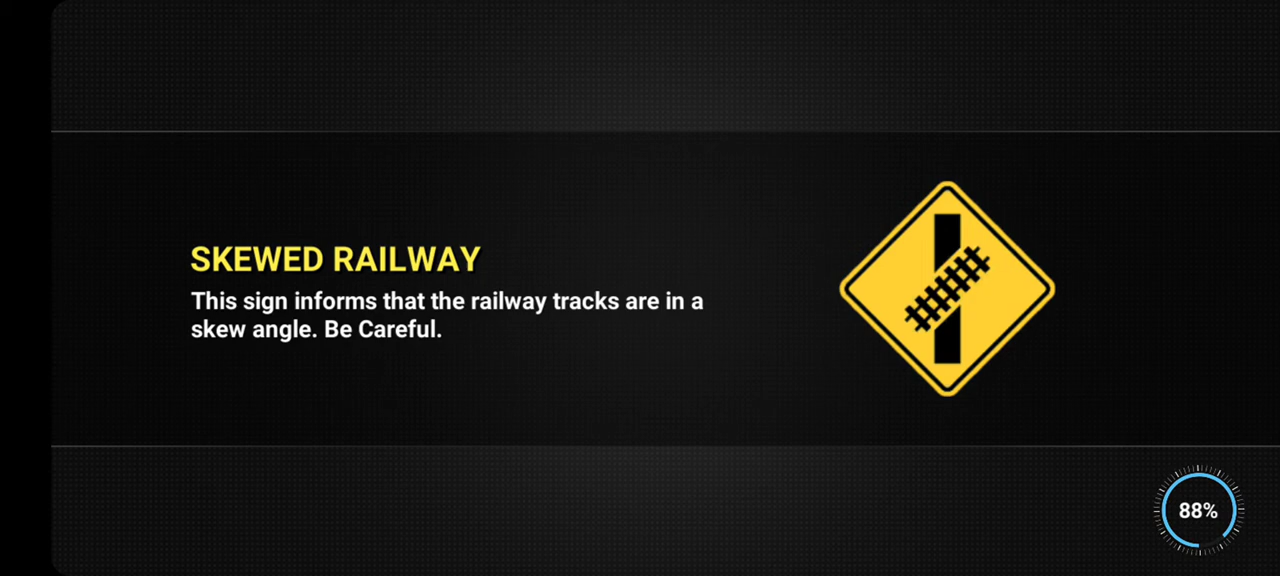 SKEWED RAILWAY
This sign informs that the railway tracks are in a
skew angle. Be Careful.
88%